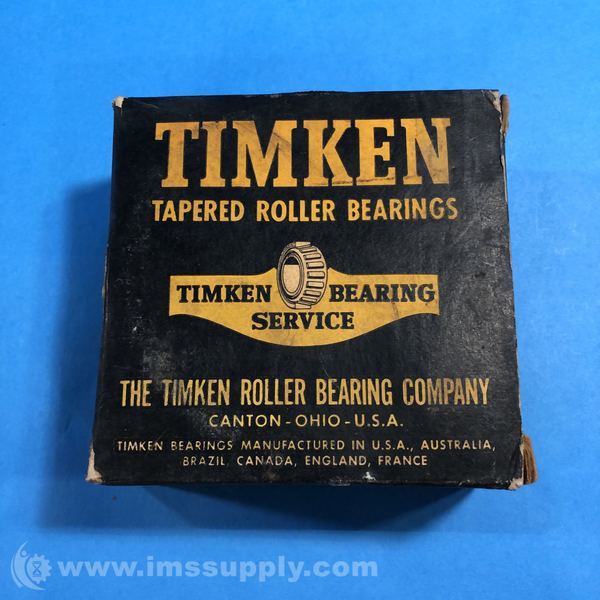 TIMKEN
TAPERED ROLLER BEARINGS
TIMKEN BEARING
SERVICE
THE TIMKEN ROLLER BEARING COMPANY
CANTON-OHIO-U.S.A.
TIMKEN BEARINGS MANUFACTURED IN U.S.A., AUSTRALIA,
BRAZIL, CANADA, ENGLAND, FRANCE
www.imssupply.com